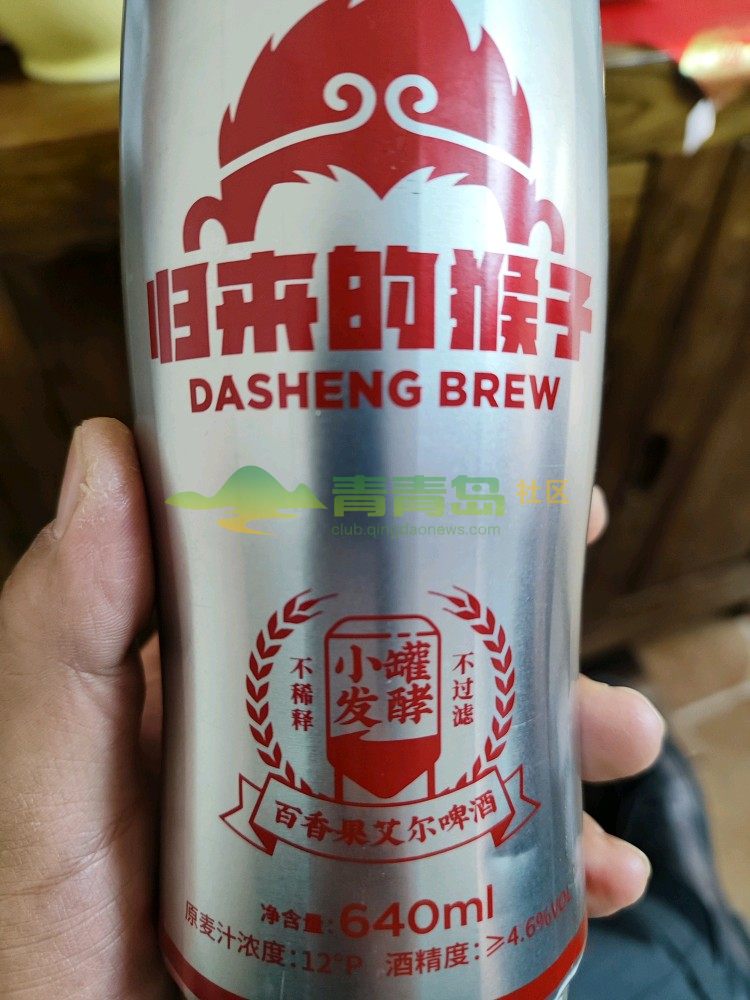 归来的猴子
DASHENG BREW
青青岛社区
club.qingdaonews.com
不稀释
小罐
发酵
不过滤
百香果艾尔啤酒
净含量:640ml
原麦汁浓度:12°P 酒精度:≥4.6%vol